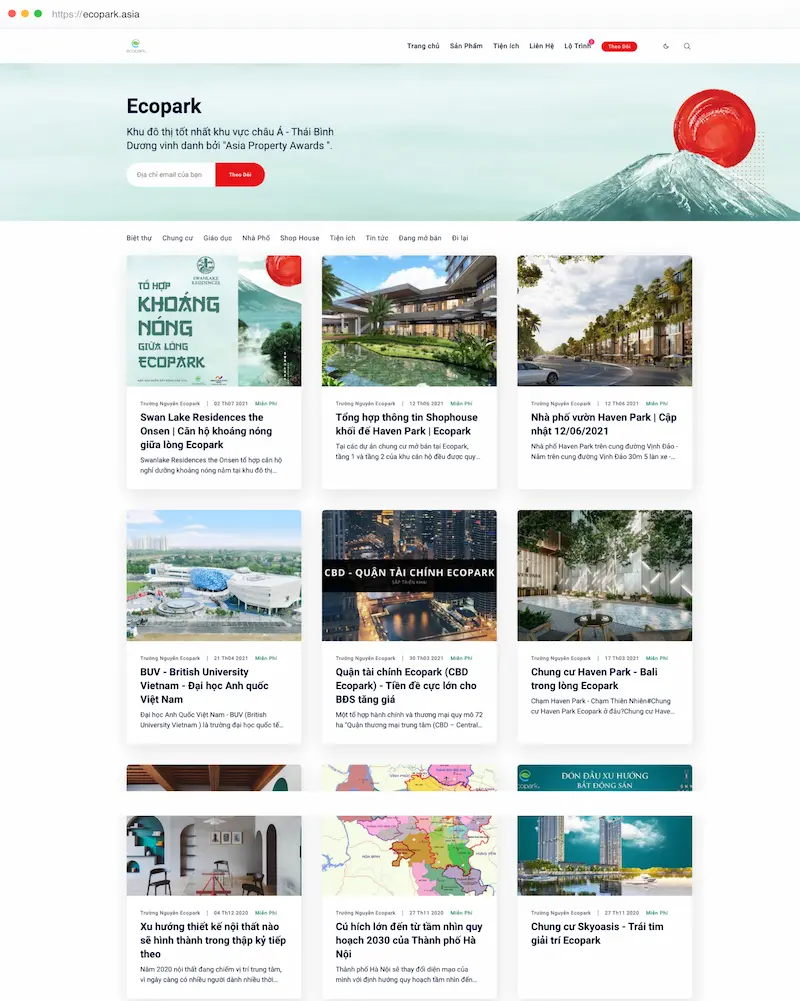 https://ecopark.asia
ecopark
Trang chủ Sản Phẩm Tiện ích Liên Hệ Lộ Trình Theo Dõi
Ecopark
Khu đô thị tốt nhất khu vực châu Á - Thái Bình
Dương vinh danh bởi "Asia Property Awards ".
Địa chỉ email của bạn Theo Dõi
Biệt thự Chung cư Giáo dục Nhà Phố Shop House Tiện ích Tin tức Đang mở bán Đi lại
SWANLAKE
RESIDENCES
TỔ HỢP
KHOÁNG
NÓNG
GIỮA LÒNG
ECOPARK
Trường Nguyễn Ecopark | 02 Th07 2021 Miễn Phí
Swan Lake Residences the
Onsen | Căn hộ khoáng nóng
giữa lòng Ecopark
Swanlake Residences the Onsen tổ hợp căn hộ
nghỉ dưỡng khoáng nóng nằm tại khu đô thị...
Trường Nguyễn Ecopark | 12 Th06 2021 Miễn Phí
Tổng hợp thông tin Shophouse
khối đế Haven Park | Ecopark
Tại các dự án chung cư mở bán tại Ecopark,
tầng 1 và tầng 2 của khu căn hộ đều được quy...
Trường Nguyễn Ecopark | 12 Th06 2021 Miễn Phí
Nhà phố vườn Haven Park | Cập
nhật 12/06/2021
Nhà phố Haven Park trên cung đường Vịnh Đảo -
Nằm trên cung đường Vịnh Đảo 30m 5 làn xe -...
Trường Nguyễn Ecopark | 21 Th04 2021 Miễn Phí
BUV - British University
Vietnam - Đại học Anh quốc
Việt Nam
Đại học Anh Quốc Việt Nam - BUV (British
University Vietnam ) là trường đại học quốc tế...
CBD - QUẬN TÀI CHÍNH ECOPARK
SẮP TRIỂN KHAI
Trường Nguyễn Ecopark | 30 Th03 2021 Miễn Phí
Quận tài chính Ecopark (CBD
Ecopark) - Tiền đề cực lớn cho
BĐS tăng giá
Một tổ hợp hành chính và thương mại quy mô 72
ha "Quận thương mại trung tâm (CBD – Central...
Trường Nguyễn Ecopark | 17 Th03 2021 Miễn Phí
Chung cư Haven Park - Bali
trong lòng Ecopark
Chạm Haven Park - Chạm Thiên Nhiên#Chung
cư Haven Park Ecopark ở đâu?Chung cư Have...
ĐÓN ĐẦU XU HƯỚNG
BẤT ĐỘNG SẢN
Trường Nguyễn Ecopark | 04 Th12 2020 Miễn Phí
Xu hướng thiết kế nội thất nào
sẽ hình thành trong thập kỷ tiếp
theo
Năm 2020 nội thất đang chiếm vị trí trung tâm,
vì ngày càng có nhiều người dành nhiều thời...
HÒA BÌNH
HƯNG YÊN
Trường Nguyễn Ecopark | 27 Th11 2020 Miễn Phí
Cú hích lớn đến từ tầm nhìn quy
hoạch 2030 của Thành phố Hà
Nội
Thành phố Hà Nội sẽ thay đổi diện mạo của
mình với định hướng quy hoạch tầm nhìn đến...
Trường Nguyễn Ecopark | 27 Th11 2020 Miễn Phí
Chung cư Skyoasis - Trái tim
giải trí Ecopark